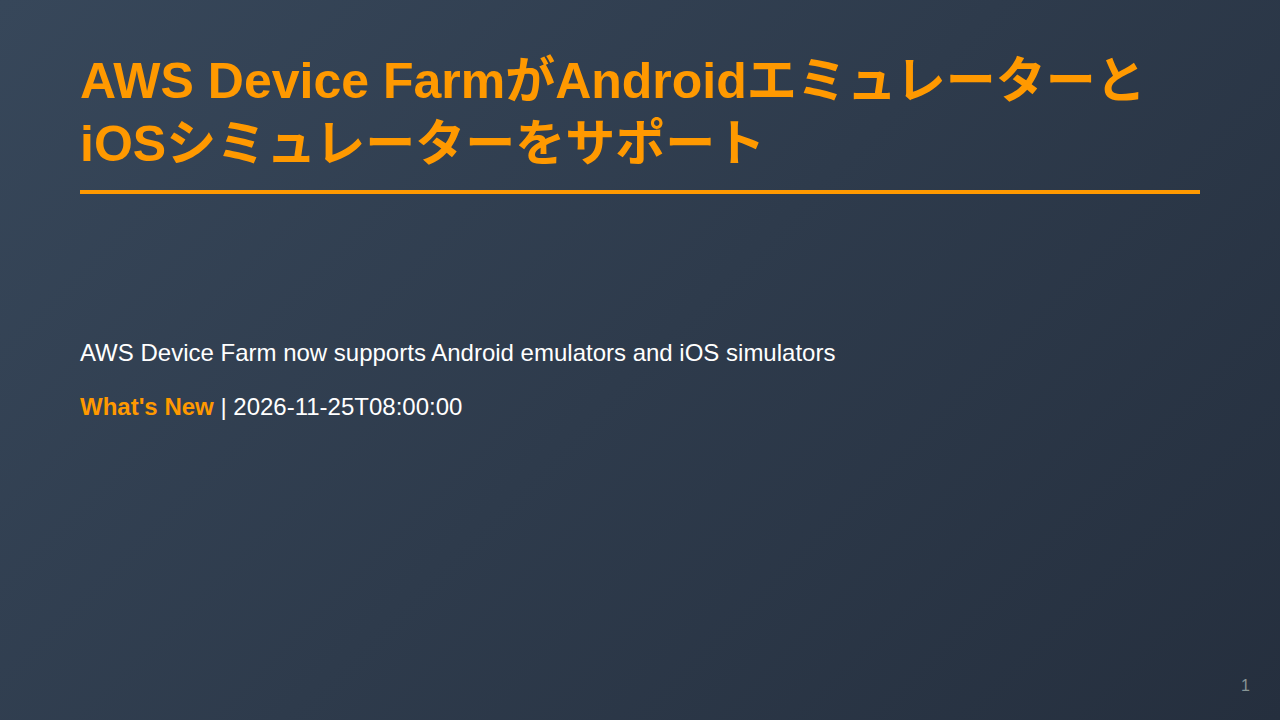 AWS Device FarmがAndroidエミュレーターと
iOSシミュレーターをサポート
AWS Device Farm now supports Android emulators and iOS simulators
What's New | 2026-11-25T08:00:00
1